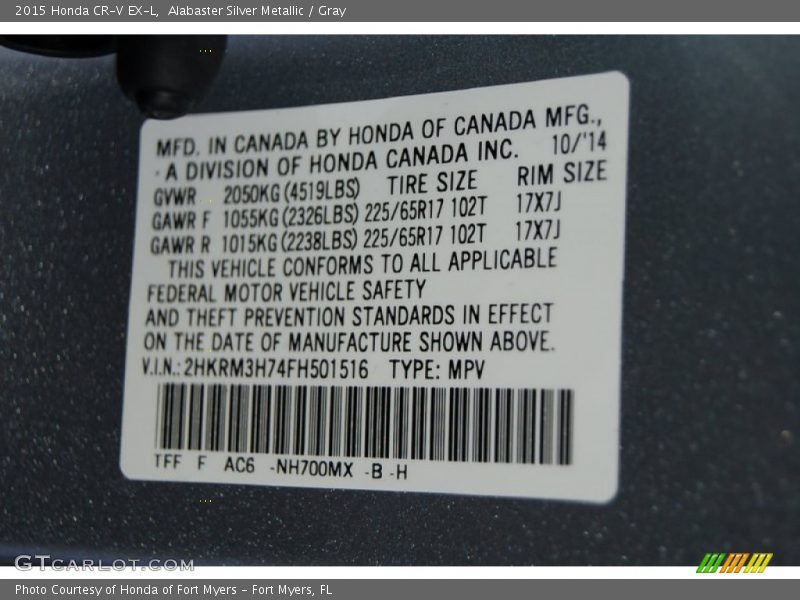 2015 Honda CR-V EX-L, Alabaster Silver Metallic / Gray
MFD. IN CANADA BY HONDA OF CANADA MFG.,
- A DIVISION OF HONDA CANADA INC. 10/'14
GVWR 2050KG (4519LBS) TIRE SIZE RIM SIZE
GAWR F 1055KG (2326LBS) 225/65R17 102T 17X7J
GAWR R 1015KG (2238LBS) 225/65R17 102T 17X7J
THIS VEHICLE CONFORMS TO ALL APPLICABLE
FEDERAL MOTOR VEHICLE SAFETY
AND THEFT PREVENTION STANDARDS IN EFFECT
ON THE DATE OF MANUFACTURE SHOWN ABOVE.
V.I.N.: 2HKRM3H74FH501516 TYPE: MPV
TFF F AC6 -NH700MX -B -H
GTCARLOT.COM
Photo Courtesy of Honda of Fort Myers - Fort Myers, FL